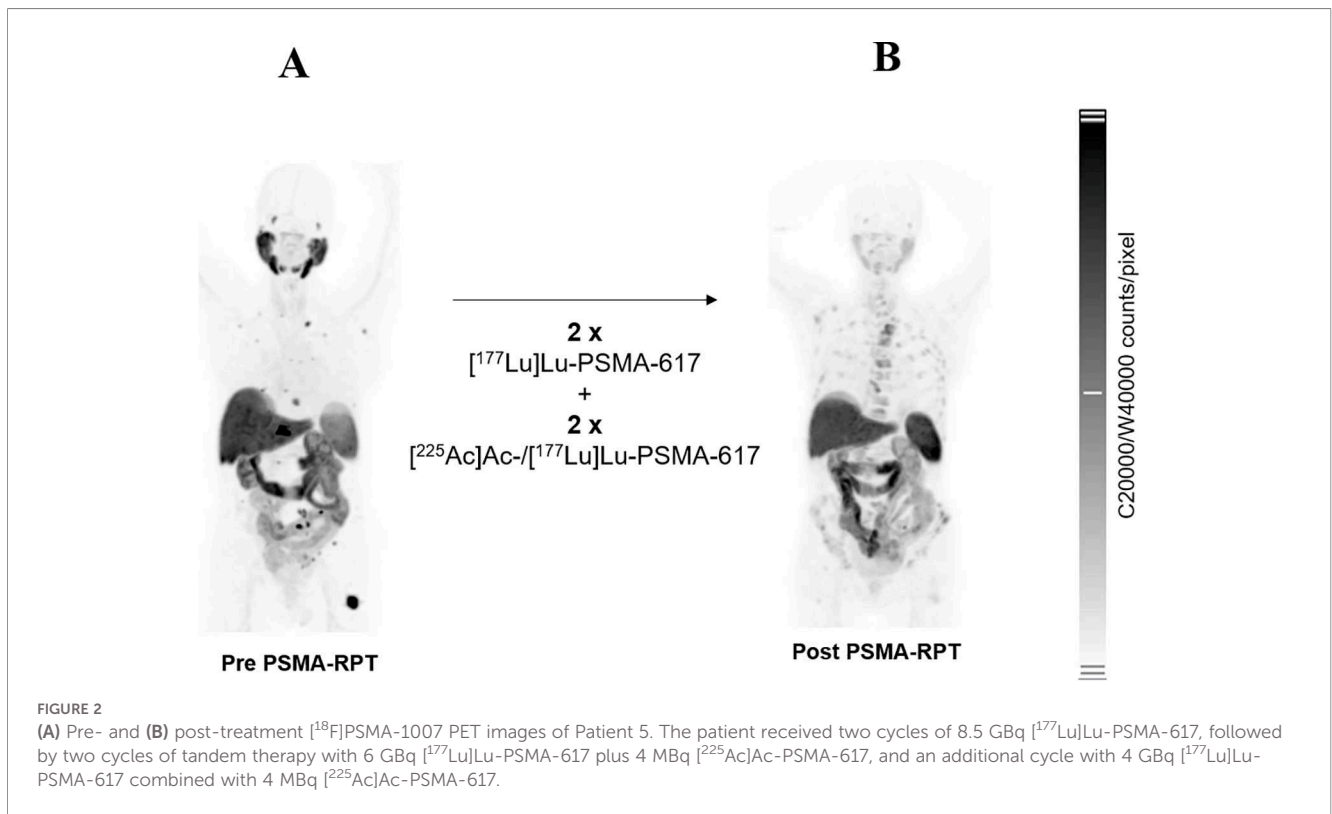 A
B
2 x
[¹⁷⁷Lu]Lu-PSMA-617
+
2 x
[²²⁵Ac]Ac-/[¹⁷⁷Lu]Lu-PSMA-617
C20000/W40000 counts/pixel
Pre PSMA-RPT
Post PSMA-RPT
FIGURE 2
(A) Pre- and (B) post-treatment [¹⁸F]PSMA-1007 PET images of Patient 5. The patient received two cycles of 8.5 GBq [¹⁷⁷Lu]Lu-PSMA-617, followed
by two cycles of tandem therapy with 6 GBq [¹⁷⁷Lu]Lu-PSMA-617 plus 4 MBq [²²⁵Ac]Ac-PSMA-617, and an additional cycle with 4 GBq [¹⁷⁷Lu]Lu-
PSMA-617 combined with 4 MBq [²²⁵Ac]Ac-PSMA-617.